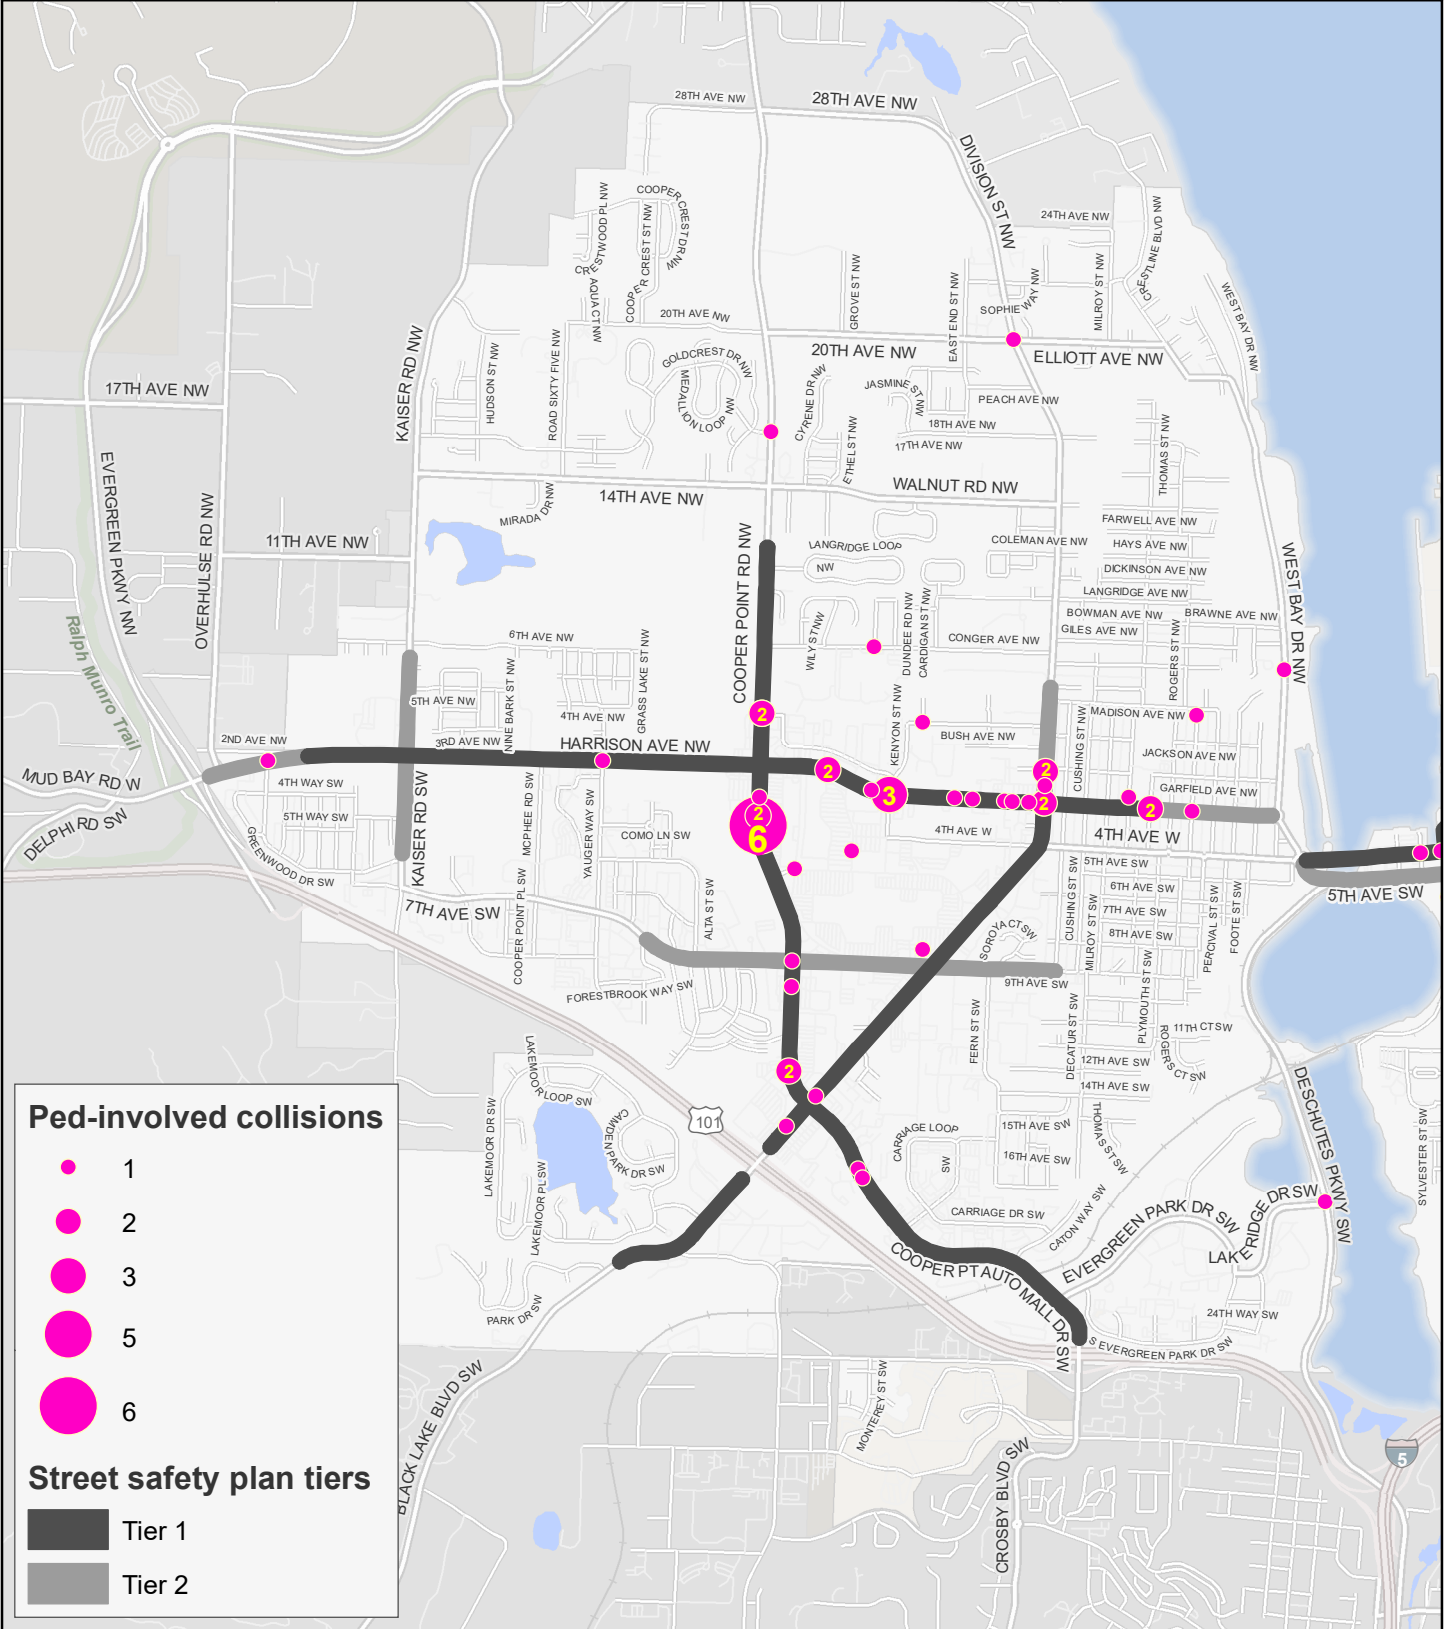 28TH AVE NW
28TH AVE NW
DIVISION ST NW
COOPER CREST DR NW
CRESTWOOD PL NW
COOPER CREST ST NW
AQUA CT NW
24TH AVE NW
CRESTLINE BLVD NW
MILROY ST NW
SOPHIE WAY NW
GROVE ST NW
EAST END ST NW
WEST BAY DR NW
20TH AVE NW
20TH AVE NW
ELLIOTT AVE NW
KAISER RD NW
HUDSON ST NW
ROAD SIXTY FIVE NW
GOLDCREST DR NW
MEDALLION LOOP NW
CYRENE DR NW
JASMINE ST NW
PEACH AVE NW
17TH AVE NW
18TH AVE NW
17TH AVE NW
ETHEL ST NW
THOMAS ST NW
EVERGREEN PKWY NW
OVERHULSE RD NW
14TH AVE NW
WALNUT RD NW
MIRADA DR NW
11TH AVE NW
COOPER POINT RD NW
LANGRIDGE LOOP
NW
COLEMAN AVE NW
FARWELL AVE NW
HAYS AVE NW
DICKINSON AVE NW
LANGRIDGE AVE NW
BOWMAN AVE NW
BRAWNE AVE NW
GILES AVE NW
WEST BAY DR NW
Ralph Munro Trail
6TH AVE NW
GRASS LAKE ST NW
WILY ST NW
DUNDEE RD NW
CARDIGAN ST NW
CONGER AVE NW
ROGERS ST NW
5TH AVE NW
NINE BARK ST NW
4TH AVE NW
KENYON ST NW
BUSH AVE NW
CUSHING ST NW
MADISON AVE NW
2
2ND AVE NW
3RD AVE NW
HARRISON AVE NW
JACKSON AVE NW
MUD BAY RD W
4TH WAY SW
2
2
GARFIELD AVE NW
3
2
2
2
6
DELPHI RD SW
5TH WAY SW
KAISER RD SW
MCPHEE RD SW
YAUGER WAY SW
COMO LN SW
4TH AVE W
4TH AVE W
GREENWOOD DR SW
5TH AVE SW
6TH AVE SW
5TH AVE SW
7TH AVE SW
COOPER POINT PL SW
ALTA ST SW
CUSHING ST SW
MILROY ST SW
7TH AVE SW
8TH AVE SW
PERCIVAL ST SW
FOOTE ST SW
SOROYA CT SW
9TH AVE SW
FORESTBROOK WAY SW
FERN ST SW
DECATUR ST SW
PLYMOUTH ST SW
11TH CT SW
ROGERS CT SW
12TH AVE SW
14TH AVE SW
2
LAKEMOOR LOOP SW
LAKEMOOR DR SW
CAMDEN PARK DR SW
LAKEMOOR PL SW
101
CARRIAGE LOOP
SW
15TH AVE SW
16TH AVE SW
THOMAS ST SW
DESCHUTES PKWY SW
SYLVESTER ST SW
CARRIAGE DR SW
CATON WAY SW
EVERGREEN PARK DR SW
LAKERIDGE DR SW
COOPER PT AUTO MALL DR SW
24TH WAY SW
S EVERGREEN PARK DR SW
PARK DR SW
BLACK LAKE BLVD SW
MONTEREY ST SW
CROSBY BLVD SW
5
Ped-involved collisions
1
2
3
5
6
Street safety plan tiers
Tier 1
Tier 2